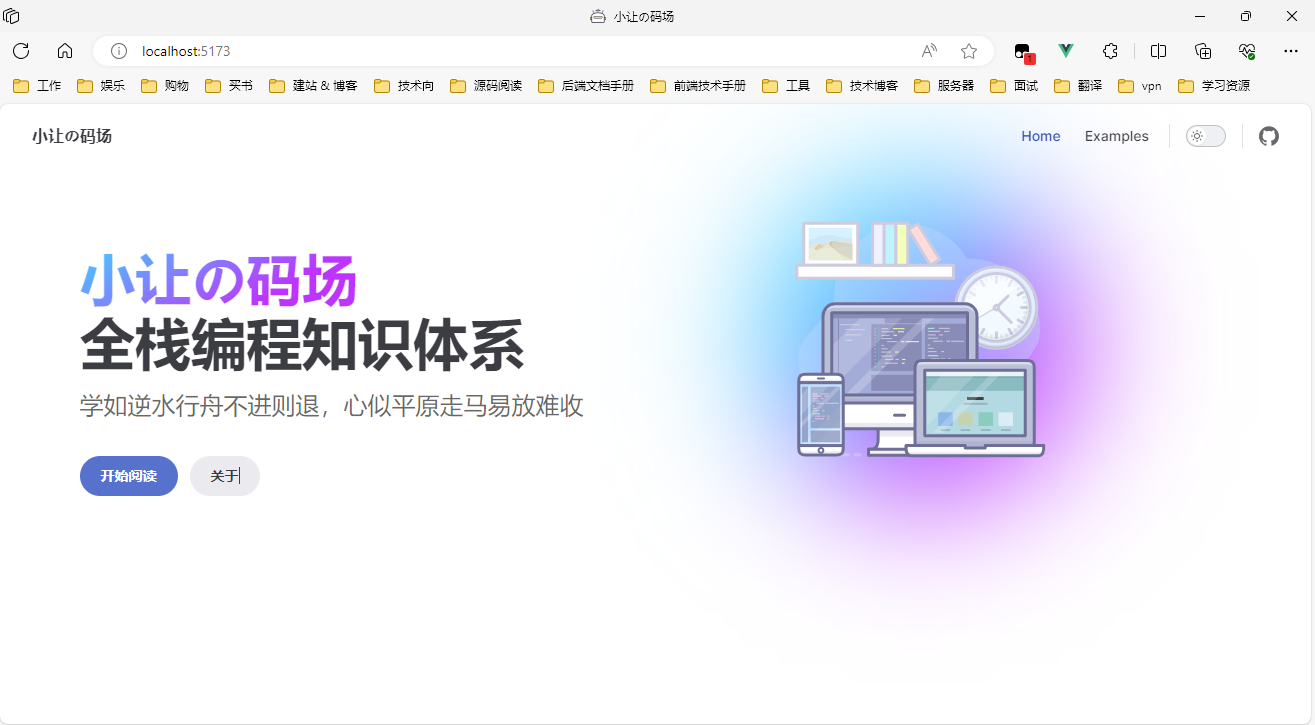 小让の码场
localhost:5173
1
工作 娱乐 购物 买书 建站 & 博客 技术向 源码阅读 后端文档手册 前端技术手册 工具 技术博客 服务器 面试 翻译 vpn 学习资源
小让の码场 Home Examples
小让の码场
全栈编程知识体系
学如逆水行舟不进则退，心似平原走马易放难收
开始阅读 关于